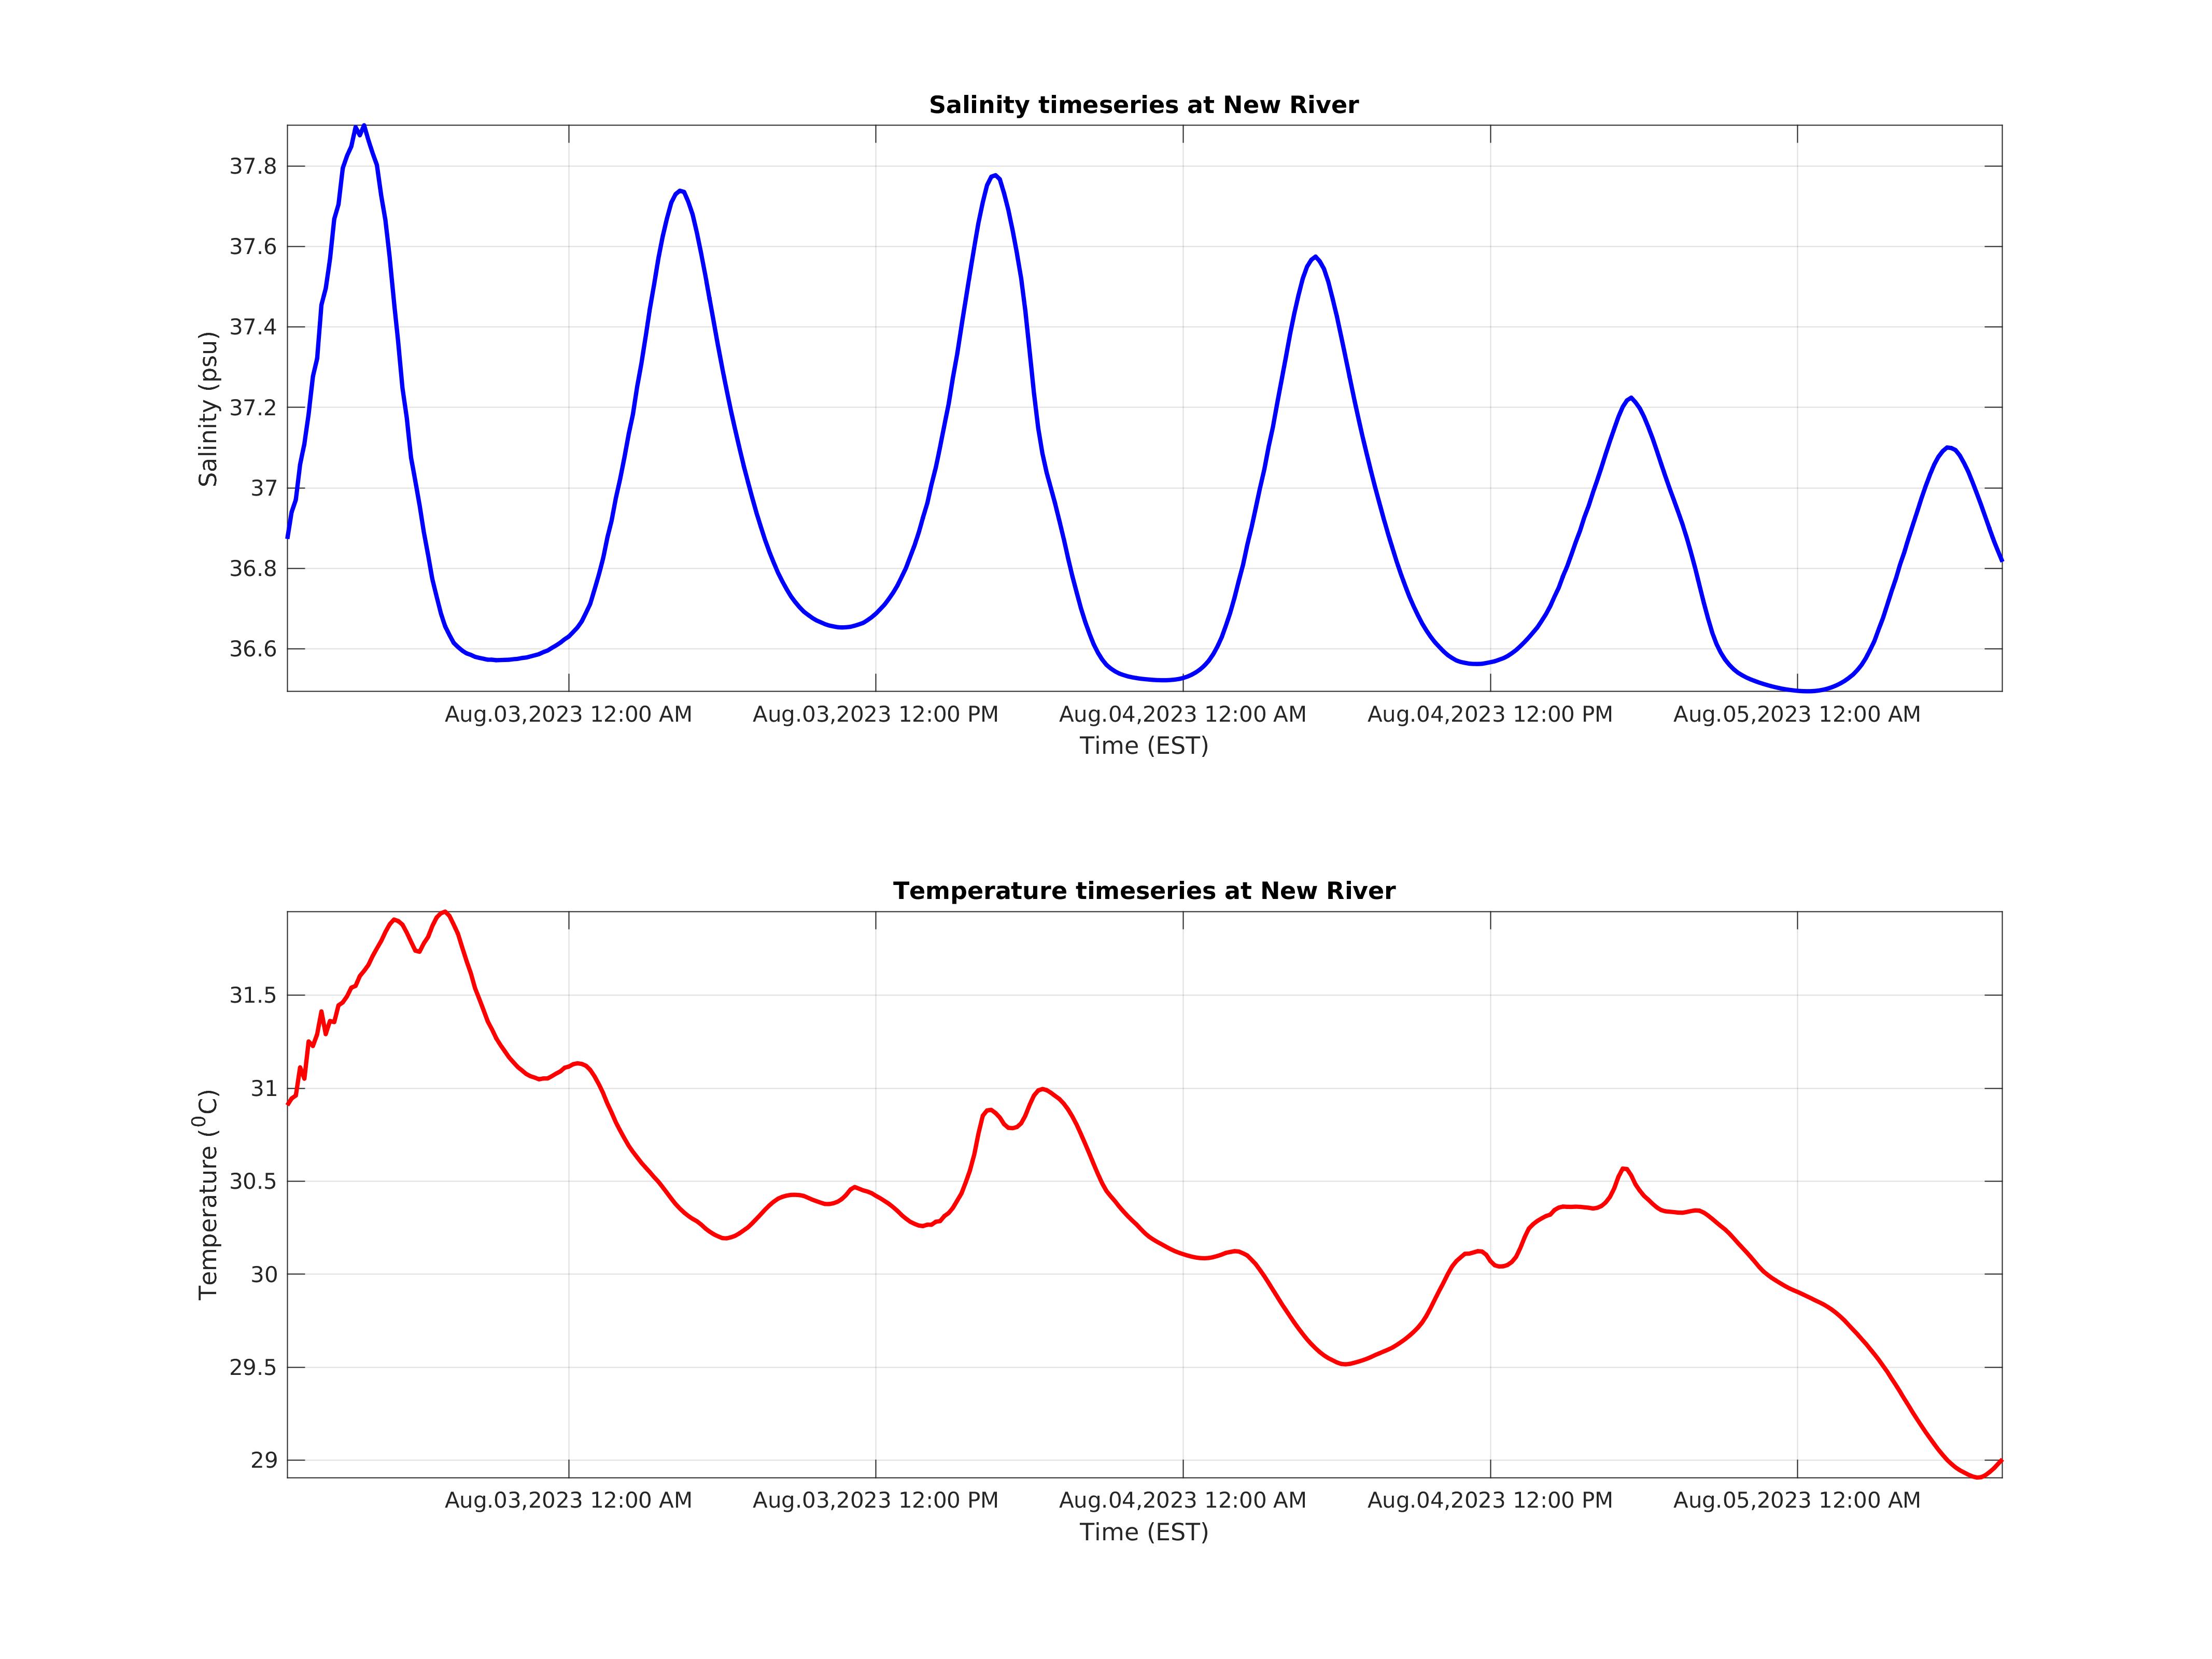 Salinity timeseries at New River
37.8
37.6
37.4
37.2
37
36.8
36.6
Salinity (psu)
Aug.03,2023 12:00 AM Aug.03,2023 12:00 PM Aug.04,2023 12:00 AM Aug.04,2023 12:00 PM Aug.05,2023 12:00 AM
Time (EST)
Temperature timeseries at New River
31.5
31
30.5
30
29.5
29
Temperature (⁰C)
Aug.03,2023 12:00 AM Aug.03,2023 12:00 PM Aug.04,2023 12:00 AM Aug.04,2023 12:00 PM Aug.05,2023 12:00 AM
Time (EST)